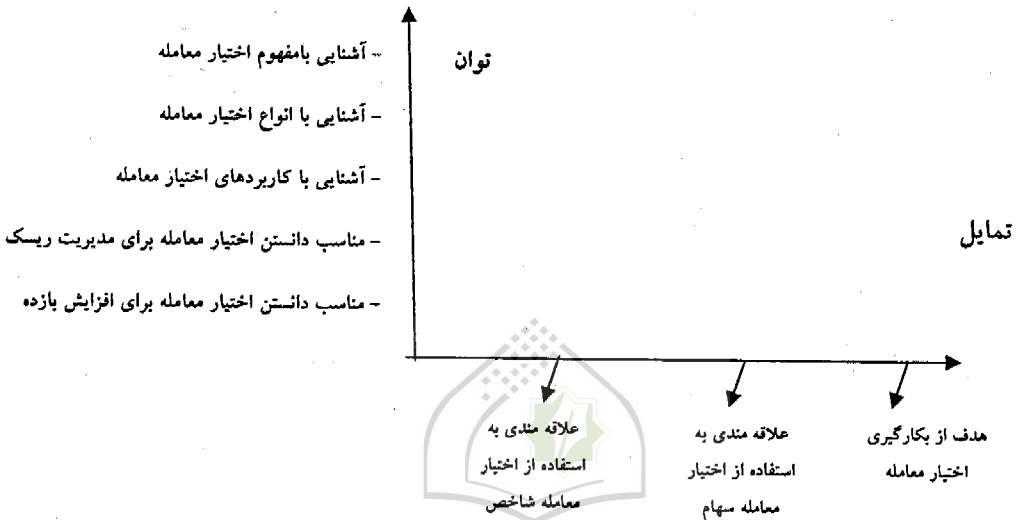 توان
– آشنایی بامفهوم اختیار معامله
– آشنایی با انواع اختیار معامله
– آشنایی با کاربردهای اختیار معامله
– مناسب دانستن اختیار معامله برای مدیریت ریسک
– مناسب دانستن اختیار معامله برای افزایش بازده
تمایل
هدف از بکارگیری
اختیار معامله
علاقه مندی به
استفاده از اختیار
معامله سهام
علاقه مندی به
استفاده از اختیار
معامله شاخص